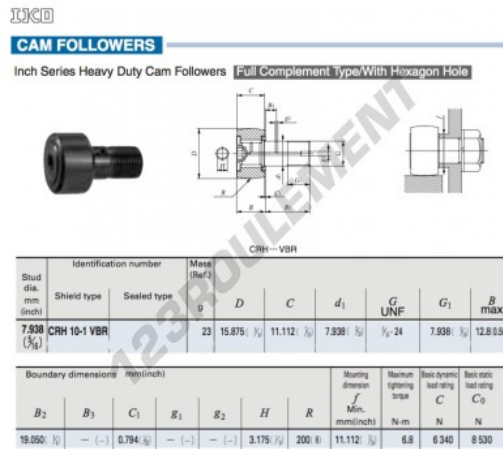 IKO
CAM FOLLOWERS
Inch Series Heavy Duty Cam Followers Full Complement Type/With Hexagon Hole
123ROULEMENT
CRH···VBR
Stud dia. mm (inch) Identification number Mass (Ref.) g
Shield type Sealed type D C d1 G UNF G1 B max
7.938 (5/16) CRH 10-1 VBR 23 15.875 11.112 7.938 -24 7.938
Boundary dimensions mm(inch) Mounting dimension f Min. mm(inch) Maximum tightening torque N-m Basic dynamic load rating C N Basic static load rating C0 N
B2 B3 C1 g1 g2 H R
19.050 — (—) 0.794 — (—) — (—) 3.175 200 11.112 6.8 6 340 8 530